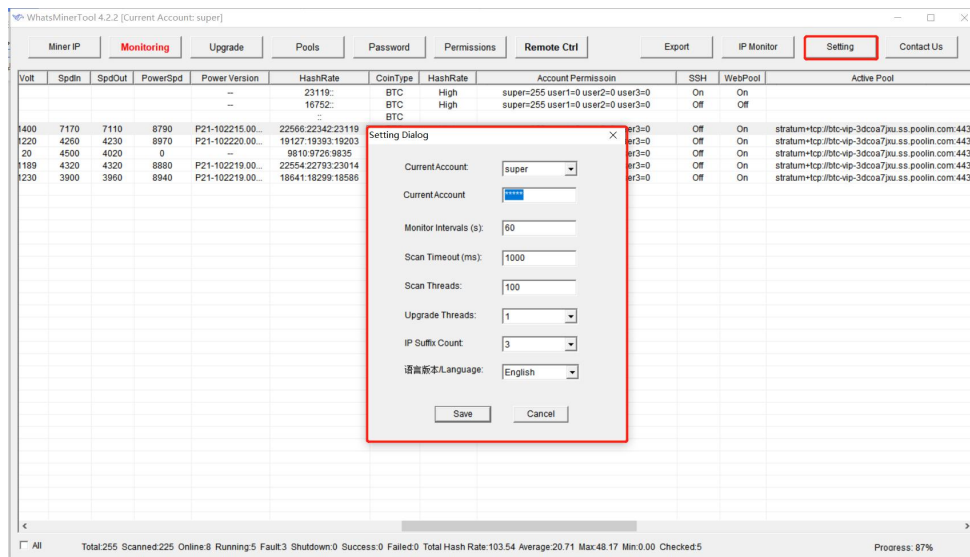 WhatsMinerTool 4.2.2 [Current Account: super]
Miner IP Monitoring Upgrade Pools Password Permissions Remote Ctrl Export IP Monitor Setting Contact Us
Volt SpdIn SpdOut PowerSpd Power Version HashRate CoinType HashRate Account Permissoin SSH WebPool Active Pool
-- 23119:: BTC High super=255 user1=0 user2=0 user3=0 On On
-- 16752:: BTC High super=255 user1=0 user2=0 user3=0 Off Off
:: BTC
1400 7170 7110 8790 P21-102215.00... 22566:22342:23119 er3=0 Off On stratum+tcp://btc-vip-3dcoa7jxu.ss.poolin.com:443
1220 4260 4230 8970 P21-102220.00... 19127:19393:19203 er3=0 Off On stratum+tcp://btc-vip-3dcoa7jxu.ss.poolin.com:443
20 4500 4020 0 -- 9810:9726:9835 er3=0 Off On stratum+tcp://btc-vip-3dcoa7jxu.ss.poolin.com:443
1189 4320 4320 8880 P21-102219.00... 22554:22793:23014 er3=0 Off On stratum+tcp://btc-vip-3dcoa7jxu.ss.poolin.com:443
1230 3900 3960 8940 P21-102219.00... 18641:18299:18586 er3=0 Off On stratum+tcp://btc-vip-3dcoa7jxu.ss.poolin.com:443
Setting Dialog
CurrentAccount: super
CurrentAccount *****
Monitor Intervals (s): 60
Scan Timeout (ms): 1000
Scan Threads: 100
Upgrade Threads: 1
IP Suffix Count: 3
语言版本/Language: English
Save Cancel
All Total:255 Scanned:225 Online:8 Running:5 Fault:3 Shutdown:0 Success:0 Failed:0 Total Hash Rate:103.54 Average:20.71 Max:48.17 Min:0.00 Checked:5 Progress: 87%